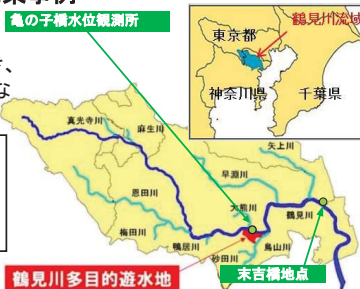 亀の子橋水位観測所
き、
な
鶴見川流域
東京都
神奈川県
千葉県
真光寺川
麻生川
矢上川
恩田川
早淵川
梅田川
大熊川
鶴見川
鴨居川
鳥山川
砂田川
鶴見川多目的遊水地
末吉橋地点